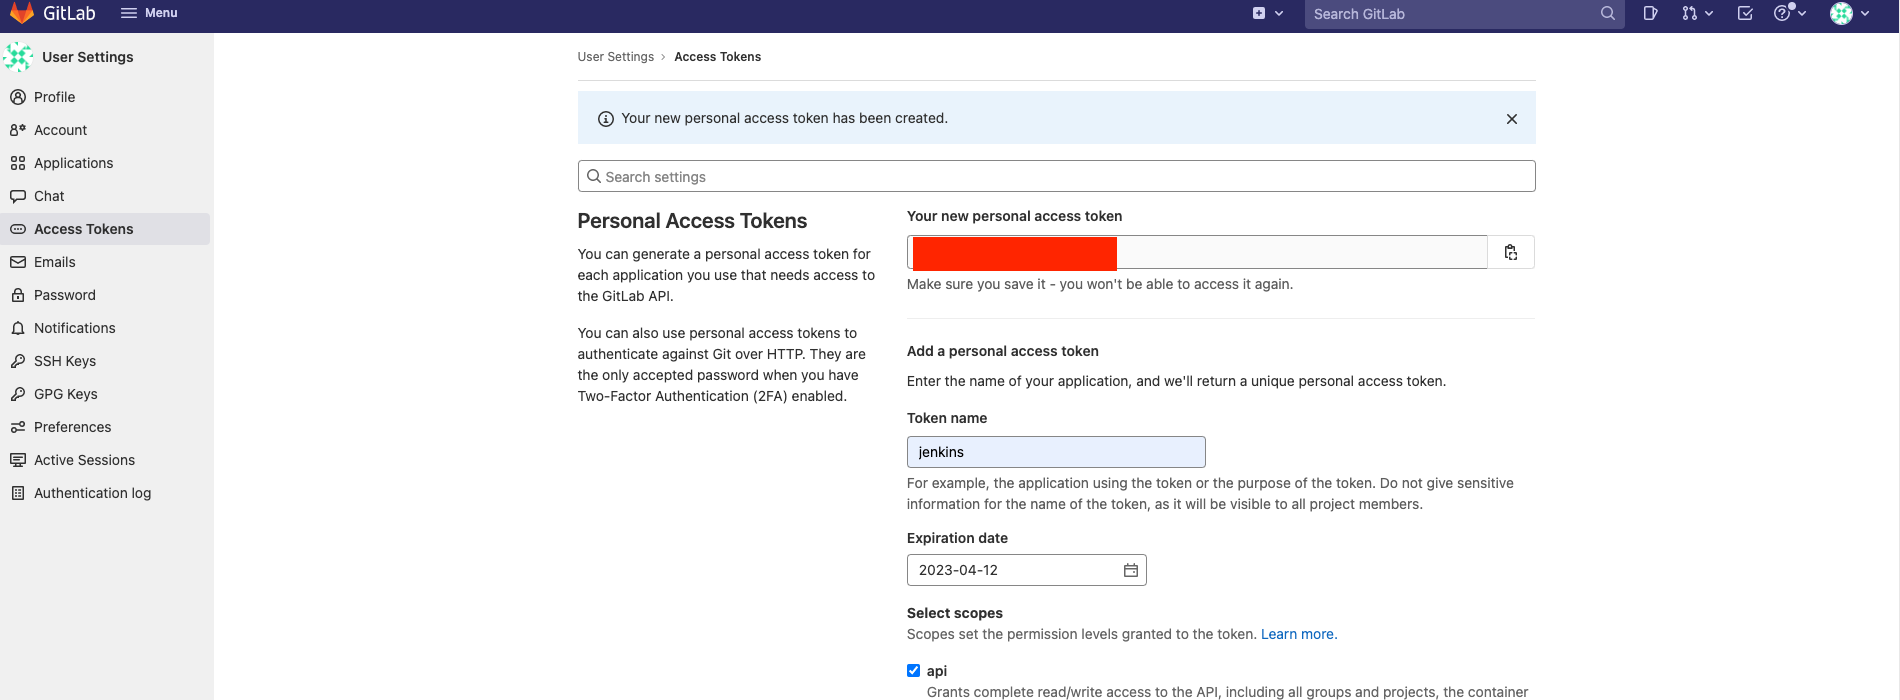 GitLab
Menu
Search GitLab
User Settings
Profile
Account
Applications
Chat
Access Tokens
Emails
Password
Notifications
SSH Keys
GPG Keys
Preferences
Active Sessions
Authentication log
User Settings › Access Tokens
Your new personal access token has been created.
Search settings
Personal Access Tokens
You can generate a personal access token for
each application you use that needs access to
the GitLab API.
You can also use personal access tokens to
authenticate against Git over HTTP. They are
the only accepted password when you have
Two-Factor Authentication (2FA) enabled.
Your new personal access token
Make sure you save it - you won't be able to access it again.
Add a personal access token
Enter the name of your application, and we'll return a unique personal access token.
Token name
jenkins
For example, the application using the token or the purpose of the token. Do not give sensitive
information for the name of the token, as it will be visible to all project members.
Expiration date
2023-04-12
Select scopes
Scopes set the permission levels granted to the token. Learn more.
api
Grants complete read/write access to the API, including all groups and projects, the container